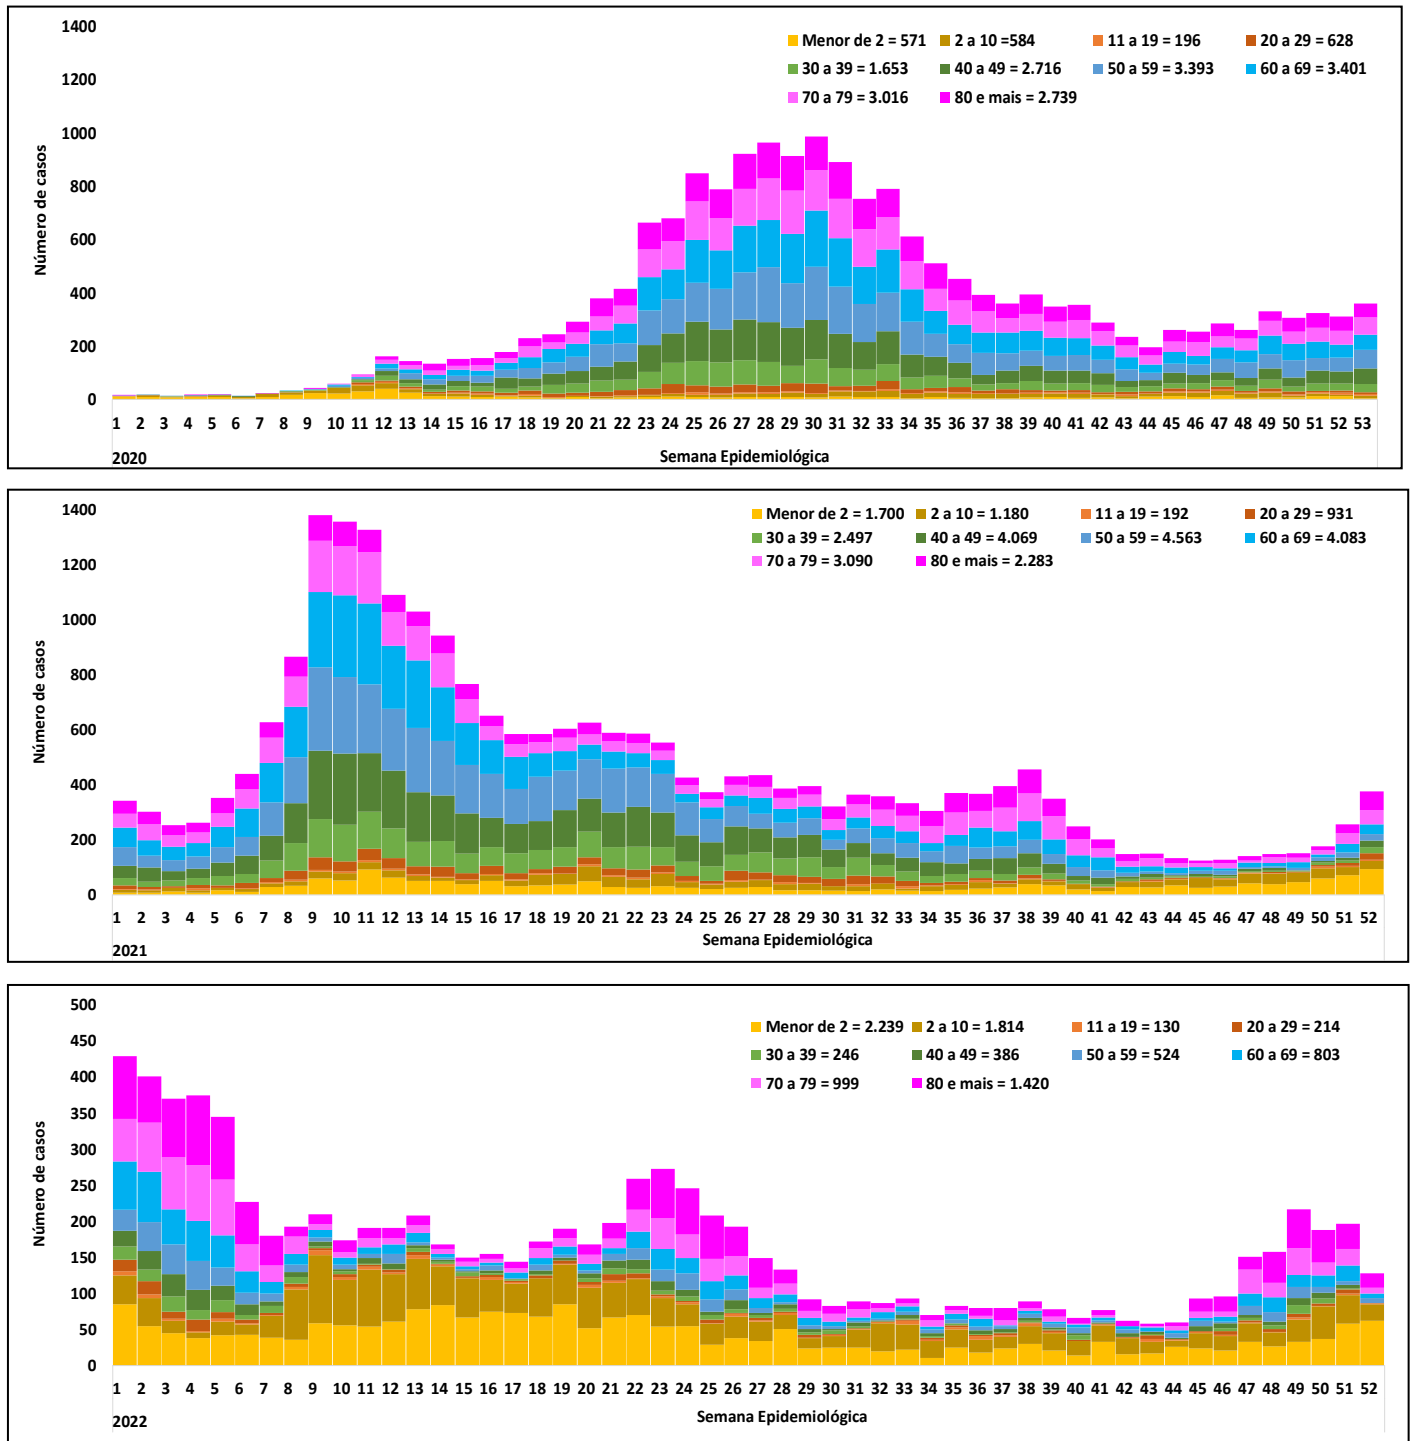 1400
1200
1000
800
600
400
200
0
Número de casos
Menor de 2 = 571 2 a 10 =584 11 a 19 = 196 20 a 29 = 628
30 a 39 = 1.653 40 a 49 = 2.716 50 a 59 = 3.393 60 a 69 = 3.401
70 a 79 = 3.016 80 e mais = 2.739
1 2 3 4 5 6 7 8 9 10 11 12 13 14 15 16 17 18 19 20 21 22 23 24 25 26 27 28 29 30 31 32 33 34 35 36 37 38 39 40 41 42 43 44 45 46 47 48 49 50 51 52 53
2020 Semana Epidemiológica
1400
1200
1000
800
600
400
200
0
Número de casos
Menor de 2 = 1.700 2 a 10 = 1.180 11 a 19 = 192 20 a 29 = 931
30 a 39 = 2.497 40 a 49 = 4.069 50 a 59 = 4.563 60 a 69 = 4.083
70 a 79 = 3.090 80 e mais = 2.283
1 2 3 4 5 6 7 8 9 10 11 12 13 14 15 16 17 18 19 20 21 22 23 24 25 26 27 28 29 30 31 32 33 34 35 36 37 38 39 40 41 42 43 44 45 46 47 48 49 50 51 52
Semana Epidemiológica
2021
500
450
400
350
300
250
200
150
100
50
0
Número de casos
Menor de 2 = 2.239 2 a 10 = 1.814 11 a 19 = 130 20 a 29 = 214
30 a 39 = 246 40 a 49 = 386 50 a 59 = 524 60 a 69 = 803
70 a 79 = 999 80 e mais = 1.420
1 2 3 4 5 6 7 8 9 10 11 12 13 14 15 16 17 18 19 20 21 22 23 24 25 26 27 28 29 30 31 32 33 34 35 36 37 38 39 40 41 42 43 44 45 46 47 48 49 50 51 52
Semana Epidemiológica
2022